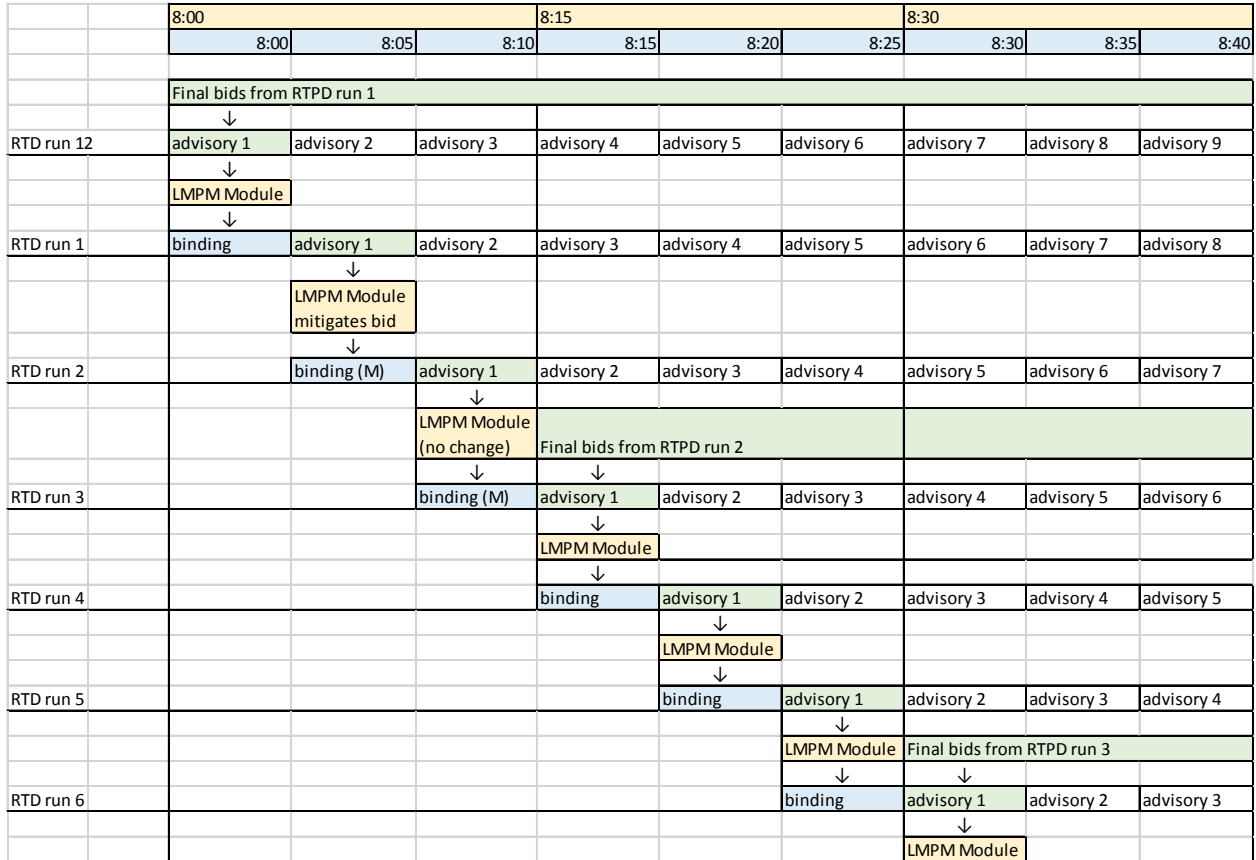 8:00 8:15 8:30
8:00 8:05 8:10 8:15 8:20 8:25 8:30 8:35 8:40
Final bids from RTPD run 1
↓
RTD run 12 advisory 1 advisory 2 advisory 3 advisory 4 advisory 5 advisory 6 advisory 7 advisory 8 advisory 9
↓
LMPM Module
↓
RTD run 1 binding advisory 1 advisory 2 advisory 3 advisory 4 advisory 5 advisory 6 advisory 7 advisory 8
↓
LMPM Module
mitigates bid
↓
RTD run 2 binding (M) advisory 1 advisory 2 advisory 3 advisory 4 advisory 5 advisory 6 advisory 7
↓
LMPM Module
(no change) Final bids from RTPD run 2
↓ ↓
RTD run 3 binding (M) advisory 1 advisory 2 advisory 3 advisory 4 advisory 5 advisory 6
↓
LMPM Module
↓
RTD run 4 binding advisory 1 advisory 2 advisory 3 advisory 4 advisory 5
↓
LMPM Module
↓
RTD run 5 binding advisory 1 advisory 2 advisory 3 advisory 4
↓
LMPM Module Final bids from RTPD run 3
↓ ↓
RTD run 6 binding advisory 1 advisory 2 advisory 3
↓
LMPM Module